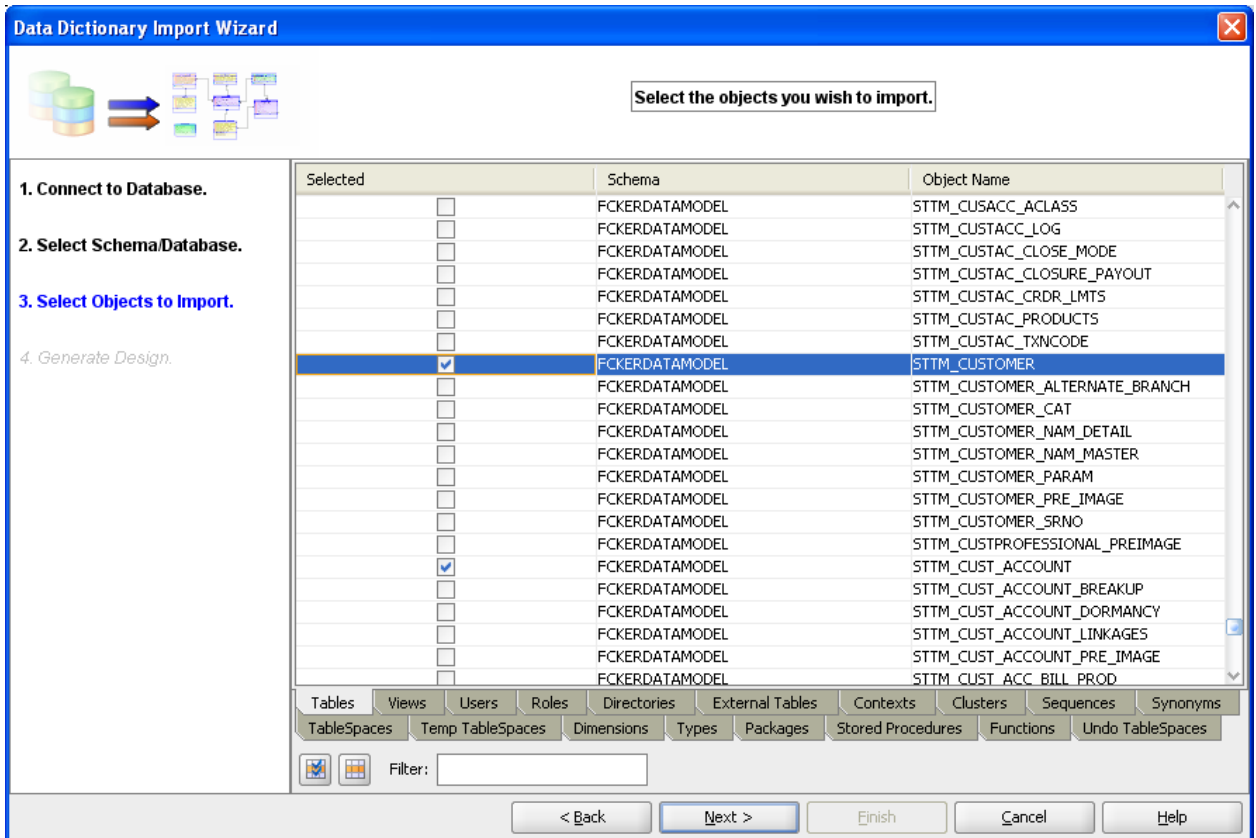 Data Dictionary Import Wizard
Select the objects you wish to import.
1. Connect to Database.
2. Select Schema/Database.
3. Select Objects to Import.
4. Generate Design.
Selected Schema Object Name
FCKERDATAMODEL STTM_CUSACC_ACLASS
FCKERDATAMODEL STTM_CUSTACC_LOG
FCKERDATAMODEL STTM_CUSTAC_CLOSE_MODE
FCKERDATAMODEL STTM_CUSTAC_CLOSURE_PAYOUT
FCKERDATAMODEL STTM_CUSTAC_CRDR_LMTS
FCKERDATAMODEL STTM_CUSTAC_PRODUCTS
FCKERDATAMODEL STTM_CUSTAC_TXNCODE
FCKERDATAMODEL STTM_CUSTOMER
FCKERDATAMODEL STTM_CUSTOMER_ALTERNATE_BRANCH
FCKERDATAMODEL STTM_CUSTOMER_CAT
FCKERDATAMODEL STTM_CUSTOMER_NAM_DETAIL
FCKERDATAMODEL STTM_CUSTOMER_NAM_MASTER
FCKERDATAMODEL STTM_CUSTOMER_PARAM
FCKERDATAMODEL STTM_CUSTOMER_PRE_IMAGE
FCKERDATAMODEL STTM_CUSTOMER_SRNO
FCKERDATAMODEL STTM_CUSTPROFESSIONAL_PREIMAGE
FCKERDATAMODEL STTM_CUST_ACCOUNT
FCKERDATAMODEL STTM_CUST_ACCOUNT_BREAKUP
FCKERDATAMODEL STTM_CUST_ACCOUNT_DORMANCY
FCKERDATAMODEL STTM_CUST_ACCOUNT_LINKAGES
FCKERDATAMODEL STTM_CUST_ACCOUNT_PRE_IMAGE
FCKERDATAMODEL STTM_CUST_ACC_BILL_PROD
Tables Views Users Roles Directories External Tables Contexts Clusters Sequences Synonyms
TableSpaces Temp TableSpaces Dimensions Types Packages Stored Procedures Functions Undo TableSpaces
Filter:
< Back Next > Finish Cancel Help